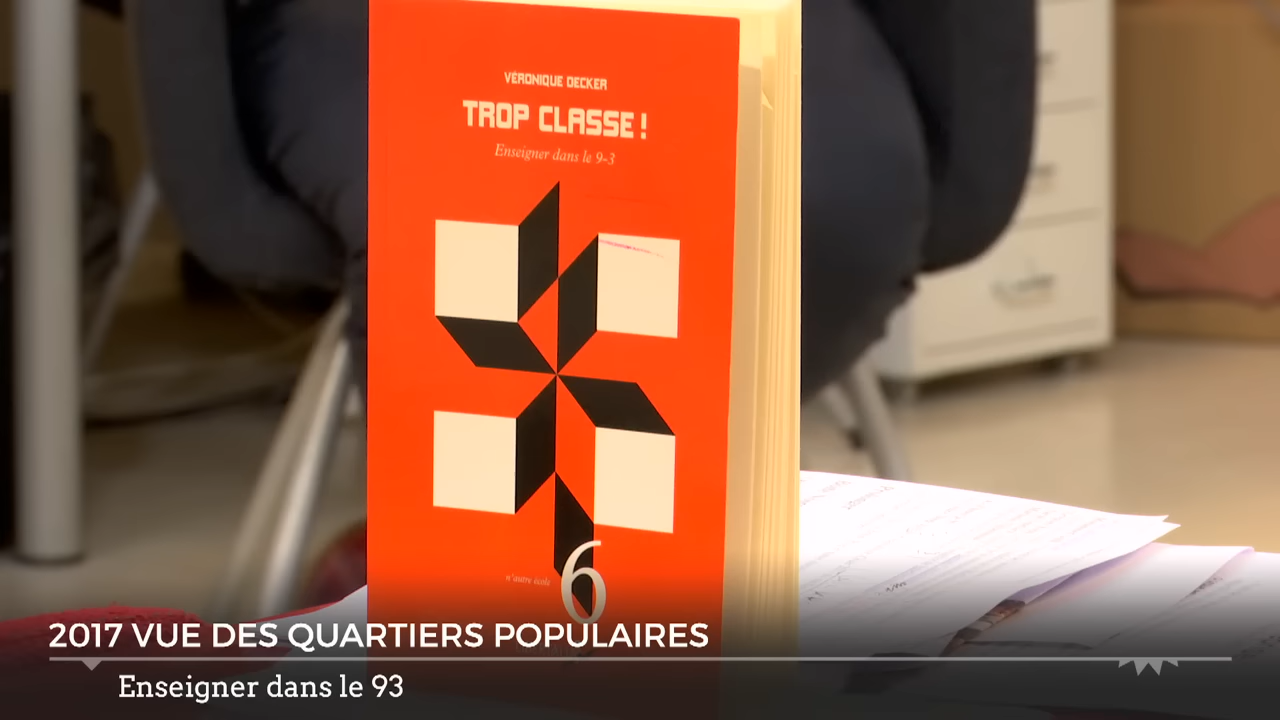 VÉRONIQUE DECKER
TROP CLASSE !
Enseigner dans le 9-3
n'autre école
6
2017 VUE DES QUARTIERS POPULAIRES
Enseigner dans le 93